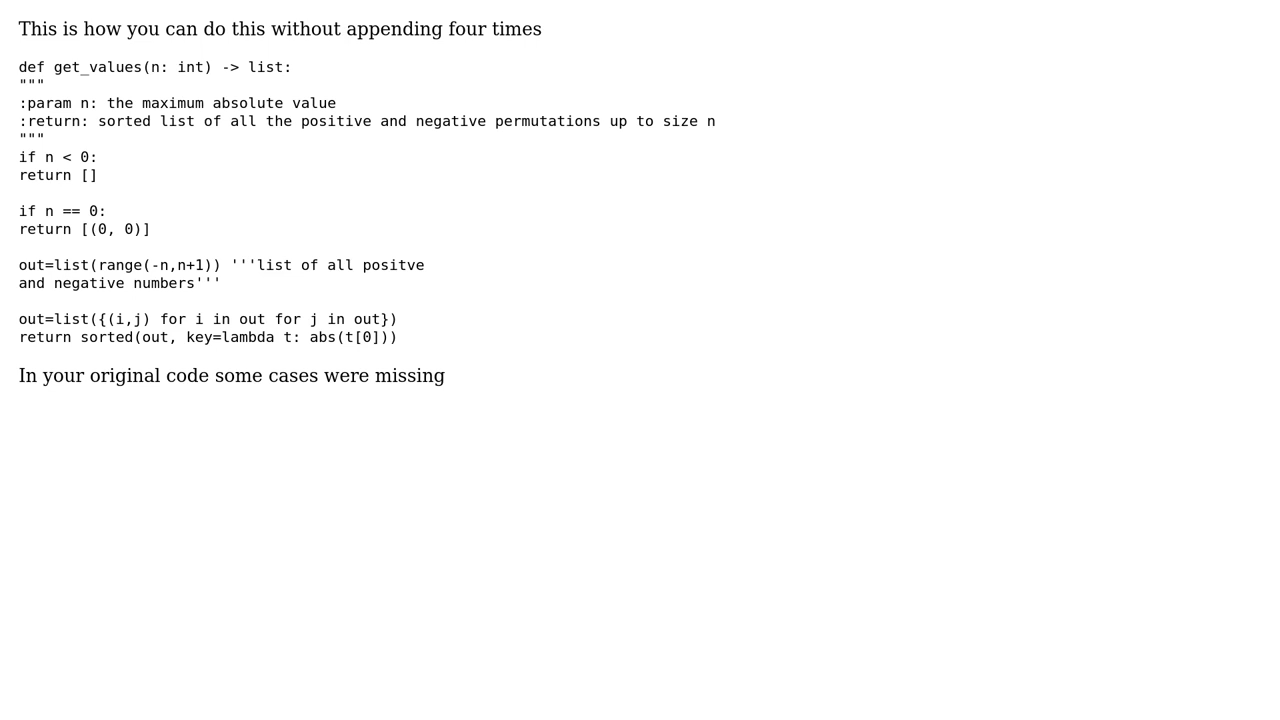 This is how you can do this without appending four times
def get_values(n: int) -> list:
"""
:param n: the maximum absolute value
:return: sorted list of all the positive and negative permutations up to size n
"""
if n < 0:
return []
if n == 0:
return [(0, 0)]
out=list(range(-n,n+1)) '''list of all positve
and negative numbers'''
out=list({(i,j) for i in out for j in out})
return sorted(out, key=lambda t: abs(t[0]))
In your original code some cases were missing